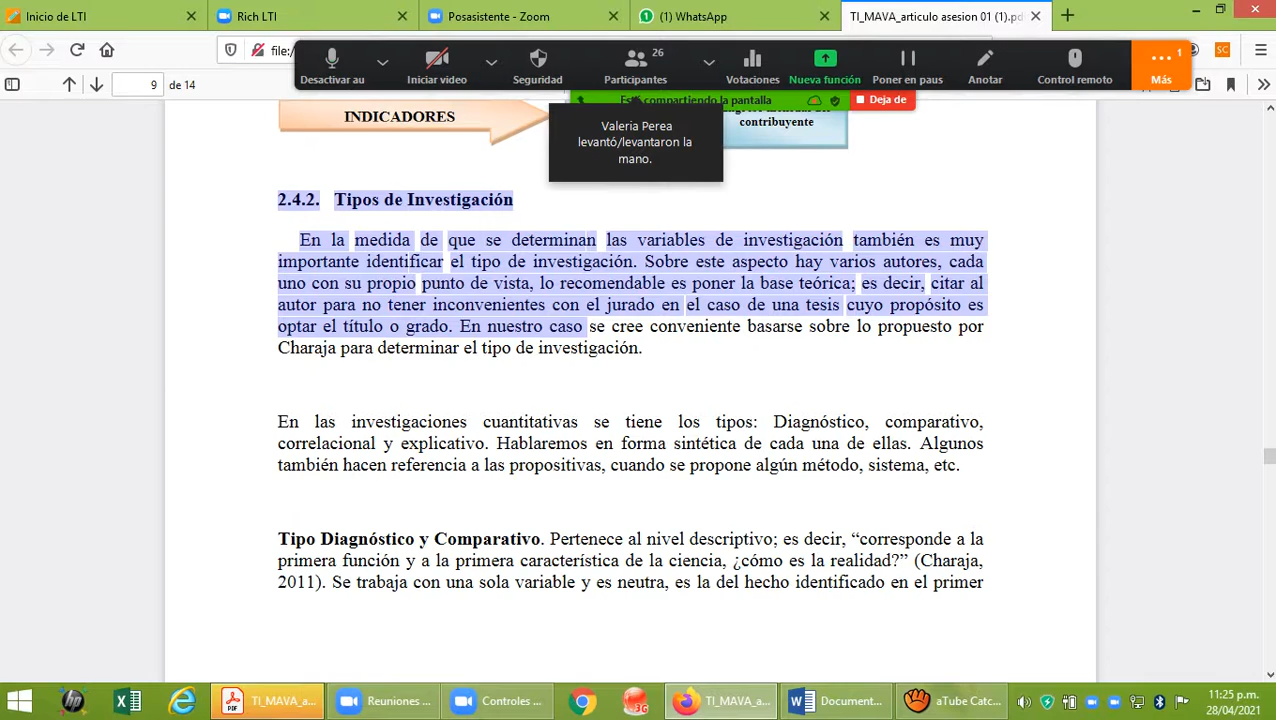 Inicio de LTI
Rich LTI
Posasistente - Zoom
(1) WhatsApp
TI_MAVA_articulo asesion 01 (1).pd
file:/
Desactivar au
Iniciar video
Seguridad
26
Participantes
Votaciones
Nueva función
Poner en paus
Anotar
Control remoto
1
Más
9
de 14
compartiendo la pantalla
Deja de
INDICADORES
contribuyente
Valeria Perea
levantó/levantaron la
mano.
2.4.2. Tipos de Investigación
En la medida de que se determinan las variables de investigación también es muy
importante identificar el tipo de investigación. Sobre este aspecto hay varios autores, cada
uno con su propio punto de vista, lo recomendable es poner la base teórica; es decir, citar al
autor para no tener inconvenientes con el jurado en el caso de una tesis cuyo propósito es
optar el título o grado. En nuestro caso se cree conveniente basarse sobre lo propuesto por
Charaja para determinar el tipo de investigación.
En las investigaciones cuantitativas se tiene los tipos: Diagnóstico, comparativo,
correlacional y explicativo. Hablaremos en forma sintética de cada una de ellas. Algunos
también hacen referencia a las propositivas, cuando se propone algún método, sistema, etc.
Tipo Diagnóstico y Comparativo. Pertenece al nivel descriptivo; es decir, “corresponde a la
primera función y a la primera característica de la ciencia, ¿cómo es la realidad?” (Charaja,
2011). Se trabaja con una sola variable y es neutra, es la del hecho identificado en el primer
TI_MAVA_a...
Reuniones ...
Controles ...
TI_MAVA_a...
Document...
aTube Catc...
11:25 p.m.
28/04/2021